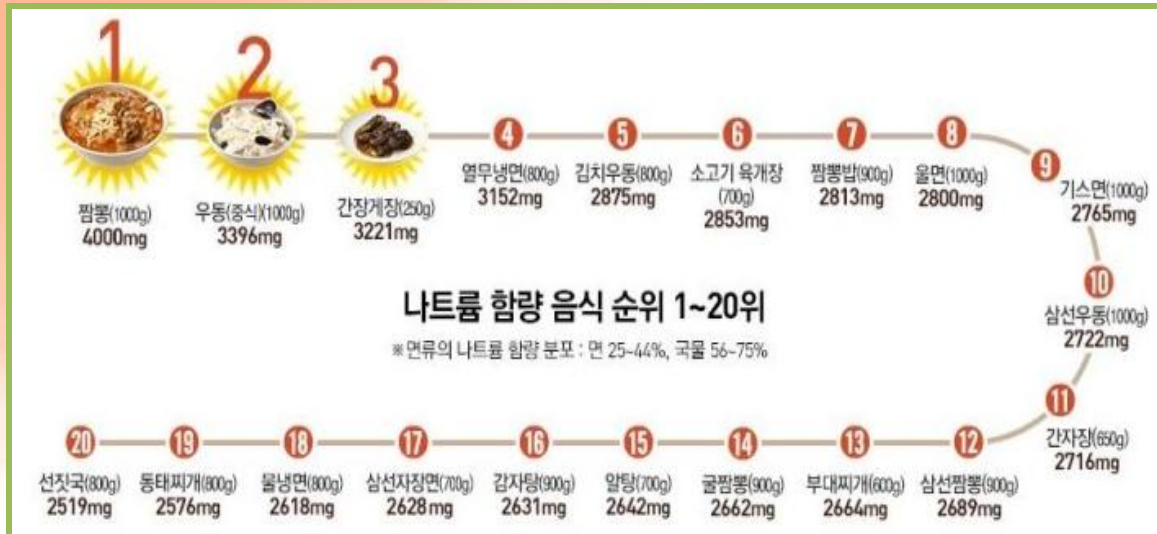 1
짬뽕(1000g)
4000mg
2
우동(중식)(1000g)
3396mg
3
간장게장(250g)
3221mg
4
열무냉면(800g)
3152mg
5
김치우동(800g)
2875mg
6
소고기 육개장
(700g)
2853mg
7
짬뽕밥(900g)
2813mg
8
울면(1000g)
2800mg
9
기스면(1000g)
2765mg
10
삼선우동(1000g)
2722mg
11
간자장(650g)
2716mg
나트륨 함량 음식 순위 1~20위
※면류의 나트륨 함량 분포 : 면 25~44%, 국물 56~75%
12
삼선짬뽕(900g)
2689mg
13
부대찌개(600g)
2664mg
14
굴짬뽕(900g)
2662mg
15
알탕(700g)
2642mg
16
감자탕(900g)
2631mg
17
삼선자장면(700g)
2628mg
18
물냉면(800g)
2618mg
19
동태찌개(800g)
2576mg
20
선짓국(800g)
2519mg